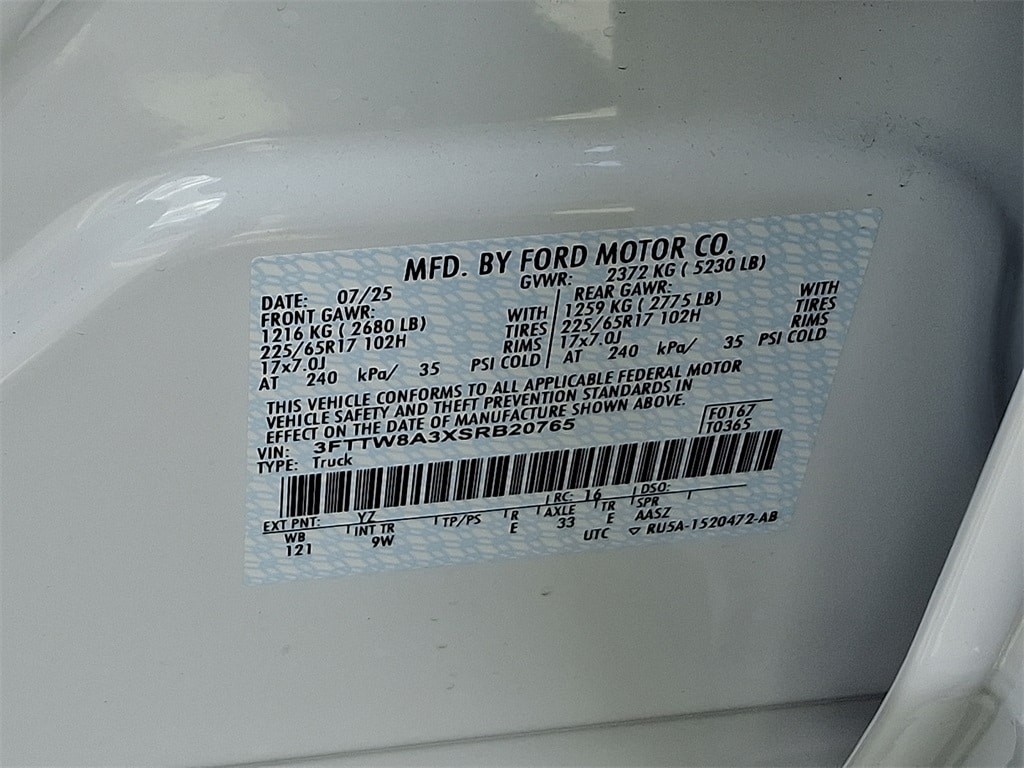 MFD. BY FORD MOTOR CO.
DATE: 07/25 GVWR: 2372 KG ( 5230 LB)
FRONT GAWR: REAR GAWR:
1216 KG ( 2680 LB) WITH 1259 KG ( 2775 LB) WITH
225/65R17 102H TIRES 225/65R17 102H TIRES
17x7.0J RIMS 17x7.0J RIMS
AT 240 kPa/ 35 PSI COLD AT 240 kPa/ 35 PSI COLD
THIS VEHICLE CONFORMS TO ALL APPLICABLE FEDERAL MOTOR
VEHICLE SAFETY AND THEFT PREVENTION STANDARDS IN
EFFECT ON THE DATE OF MANUFACTURE SHOWN ABOVE.
VIN: 3FTTW8A3XSRB20765 F0167
TYPE: Truck T0365
EXT PNT: YZ RC: 16 DSO:
WB INT TR TP/PS R AXLE TR SPR
121 9W E 33 E AASZ
UTC ▽ RU5A-1520472-AB